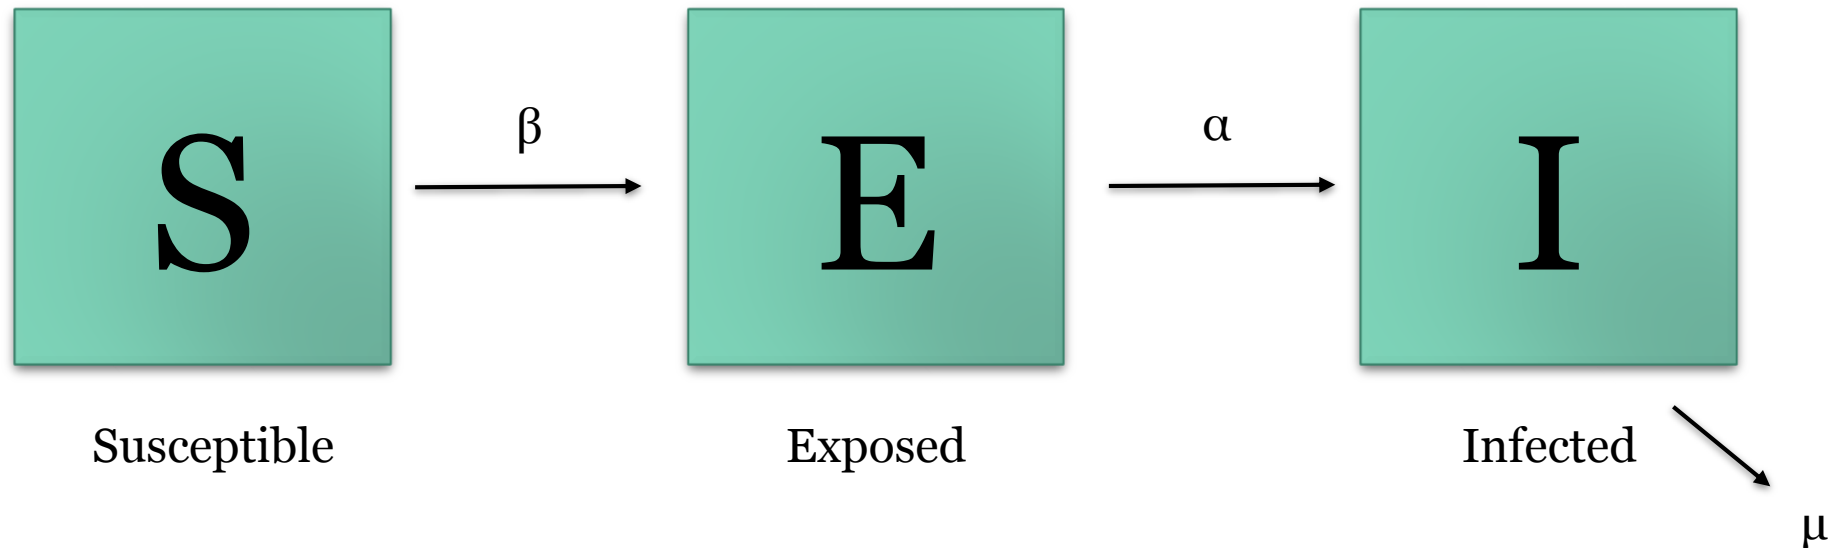 S
β
E
α
I
Susceptible
Exposed
Infected
μ